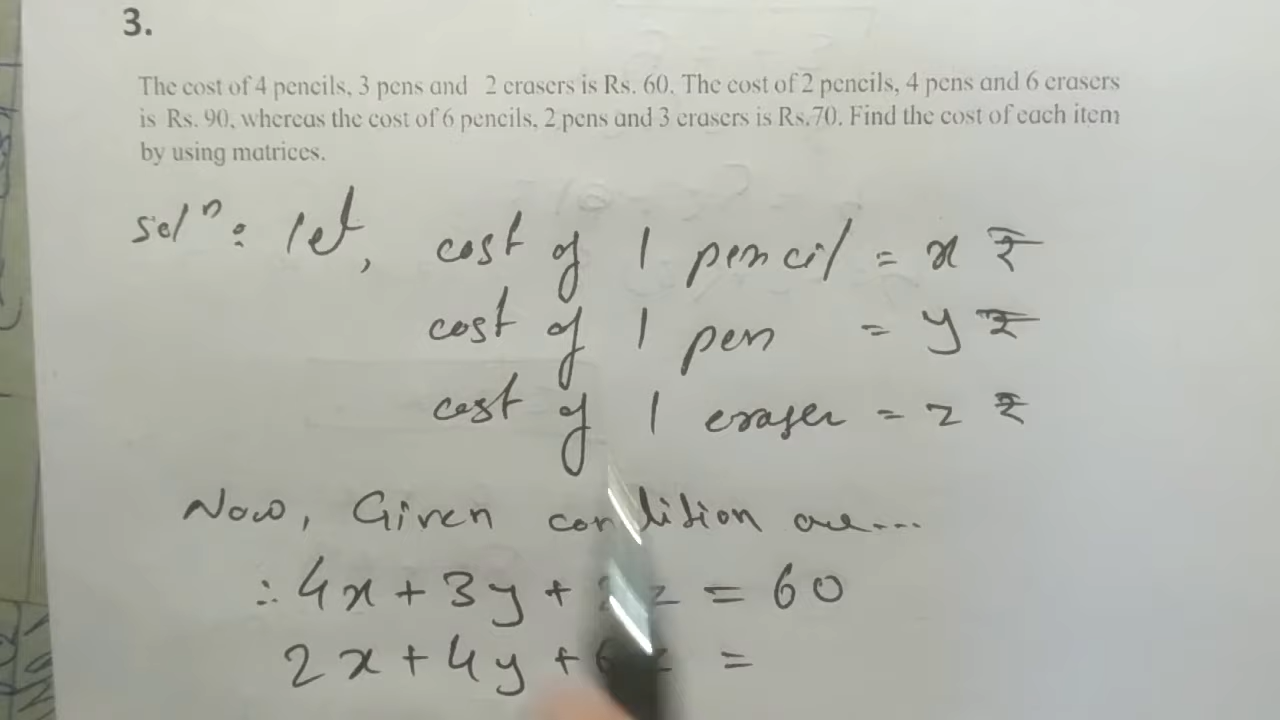 3.
The cost of 4 pencils, 3 pens and 2 erasers is Rs. 60. The cost of 2 pencils, 4 pens and 6 erasers
is Rs. 90, whereas the cost of 6 pencils, 2 pens and 3 erasers is Rs.70. Find the cost of each item
by using matrices.
solⁿ: let, cost of 1 pencil = x ₹
cost of 1 pen = y ₹
cost of 1 eraser = z ₹
Now, Given condition are...
∴ 4x + 3y + 2z = 60
2x + 4y + 6z =